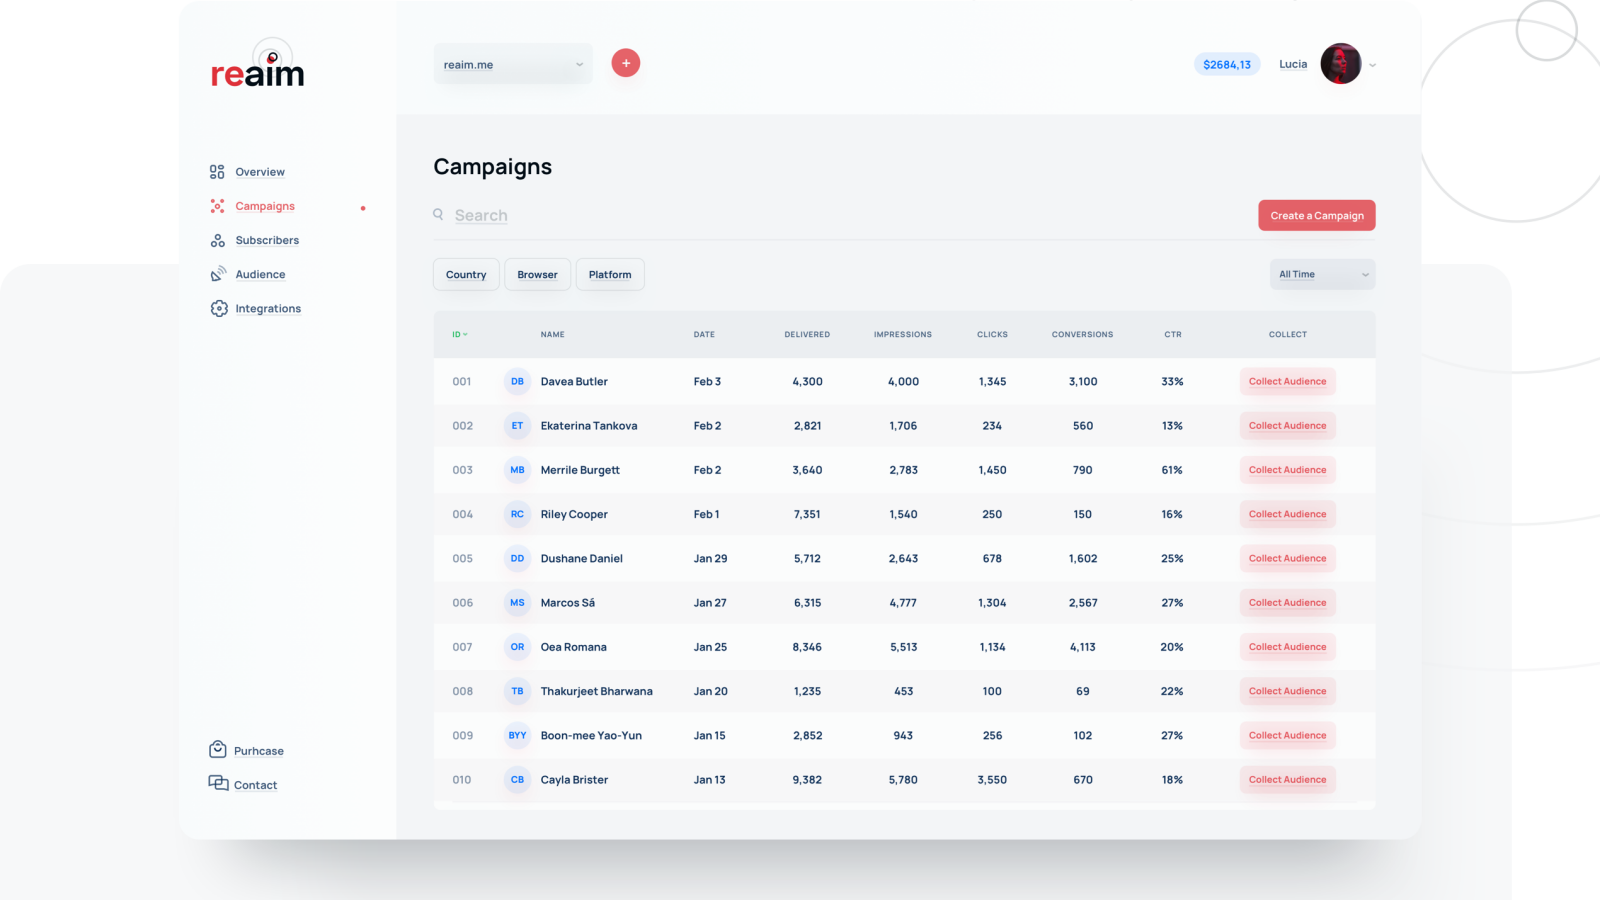 reaim
reaim.me
+
$2684,13
Lucia
Overview
Campaigns
Subscribers
Audience
Integrations
Purhcase
Contact
Campaigns
Search
Create a Campaign
Country Browser Platform
All Time
ID NAME DATE DELIVERED IMPRESSIONS CLICKS CONVERSIONS CTR COLLECT
001 DB Davea Butler Feb 3 4,300 4,000 1,345 3,100 33% Collect Audience
002 ET Ekaterina Tankova Feb 2 2,821 1,706 234 560 13% Collect Audience
003 MB Merrile Burgett Feb 2 3,640 2,783 1,450 790 61% Collect Audience
004 RC Riley Cooper Feb 1 7,351 1,540 250 150 16% Collect Audience
005 DD Dushane Daniel Jan 29 5,712 2,643 678 1,602 25% Collect Audience
006 MS Marcos Sá Jan 27 6,315 4,777 1,304 2,567 27% Collect Audience
007 OR Oea Romana Jan 25 8,346 5,513 1,134 4,113 20% Collect Audience
008 TB Thakurjeet Bharwana Jan 20 1,235 453 100 69 22% Collect Audience
009 BYY Boon-mee Yao-Yun Jan 15 2,852 943 256 102 27% Collect Audience
010 CB Cayla Brister Jan 13 9,382 5,780 3,550 670 18% Collect Audience